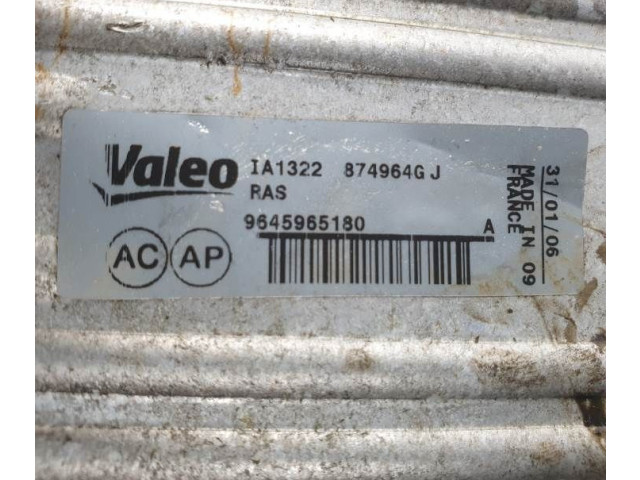 Valeo
IA1322 874964G J
RAS
9645965180 A
AC AP
31/01/06
MADE IN 09
FRANCE